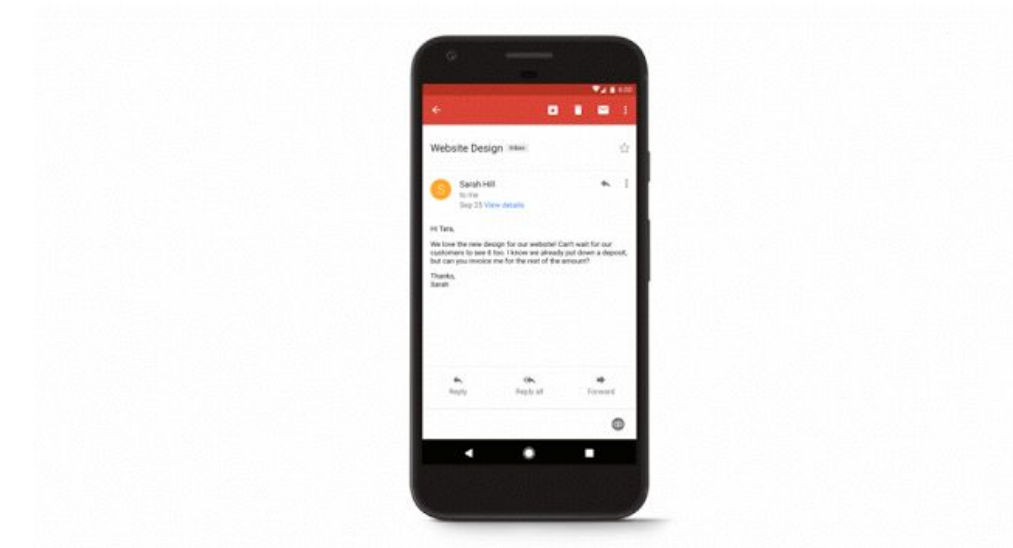 6:00
Website Design Inbox
S
Sarah Hill
to me
Sep 25 View details
Hi Tara,
We love the new design for our website! Can't wait for our
customers to see it too. I know we already put down a deposit,
but can you invoice me for the rest of the amount?
Thanks,
Sarah
Reply Reply all Forward